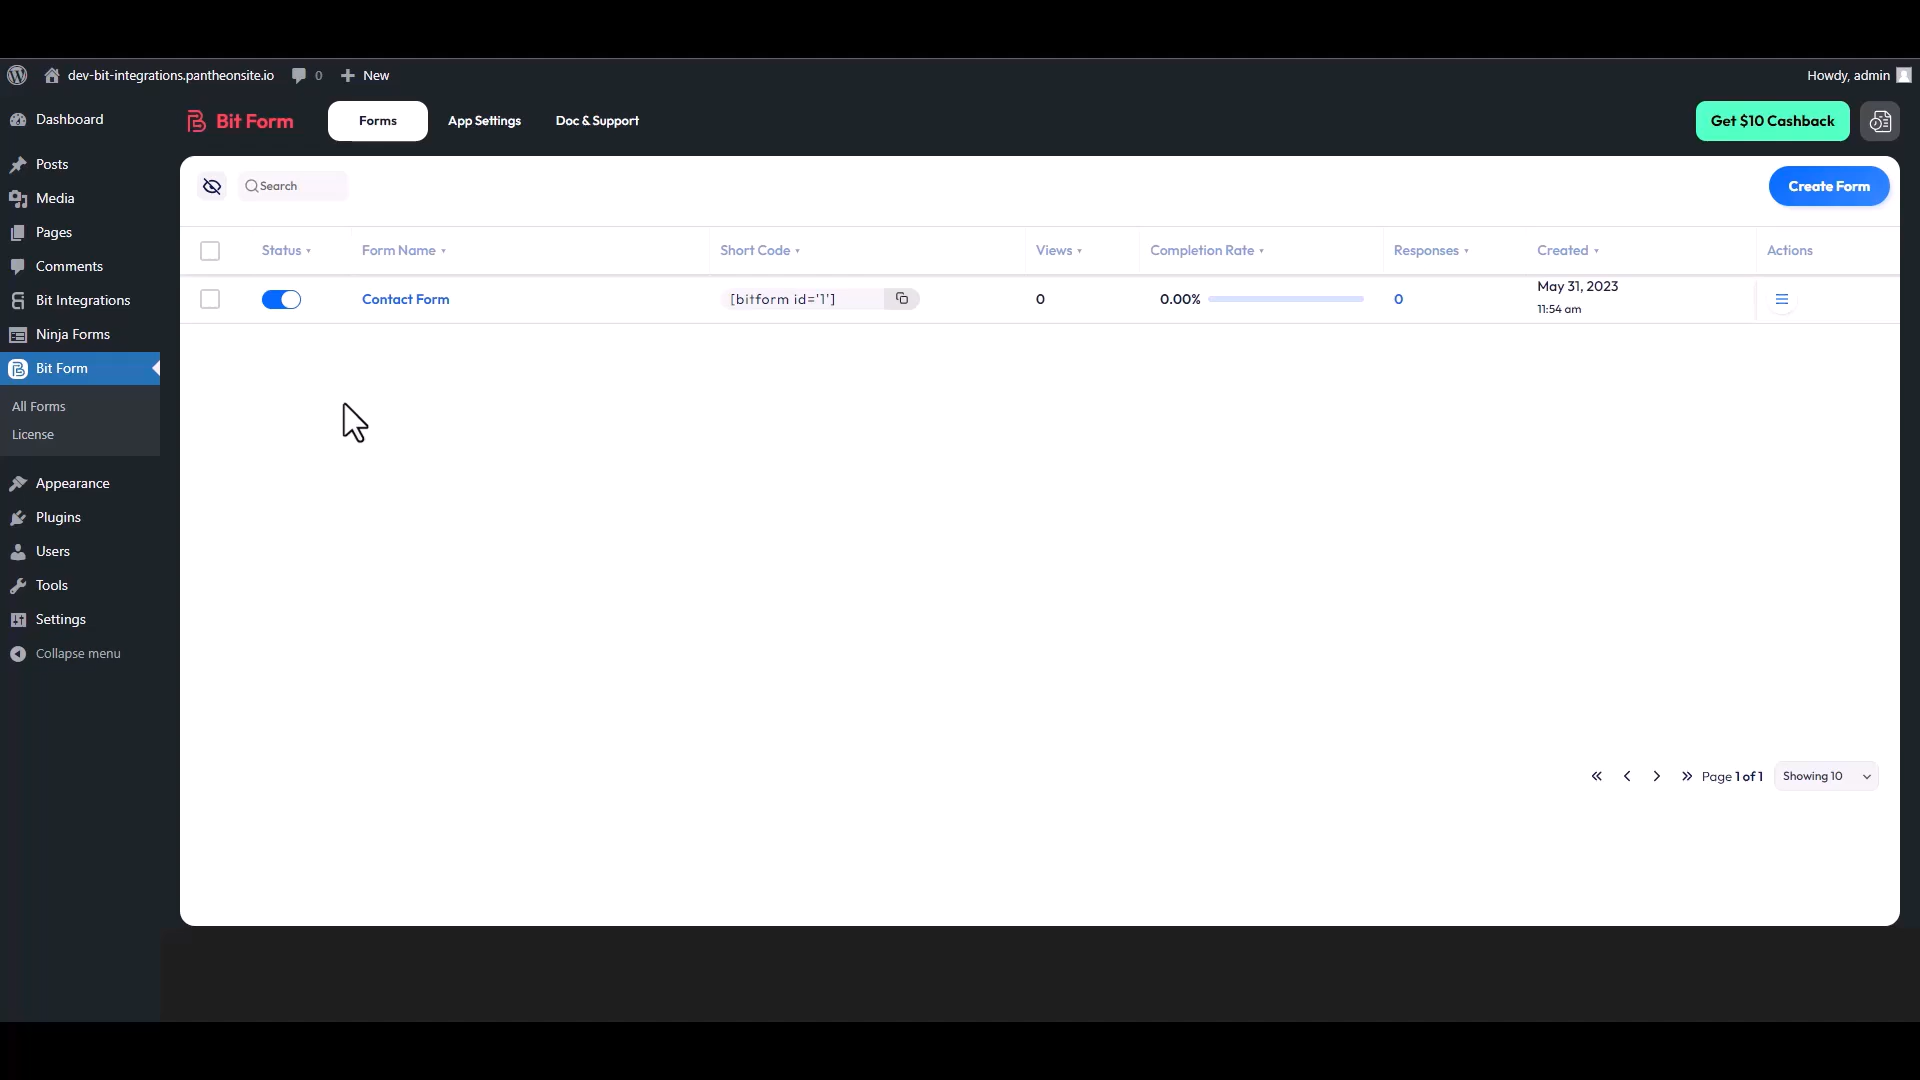 dev-bit-integrations.pantheonsite.io 0 New Howdy, admin
Dashboard
Posts
Media
Pages
Comments
Bit Integrations
Ninja Forms
Bit Form
All Forms
License
Appearance
Plugins
Users
Tools
Settings
Collapse menu
Bit Form Forms App Settings Doc & Support Get $10 Cashback
Search Create Form
Status Form Name Short Code Views Completion Rate Responses Created Actions
Contact Form [bitform id='1'] 0 0.00% 0 May 31, 2023
11:54 am
Page 1 of 1 Showing 10